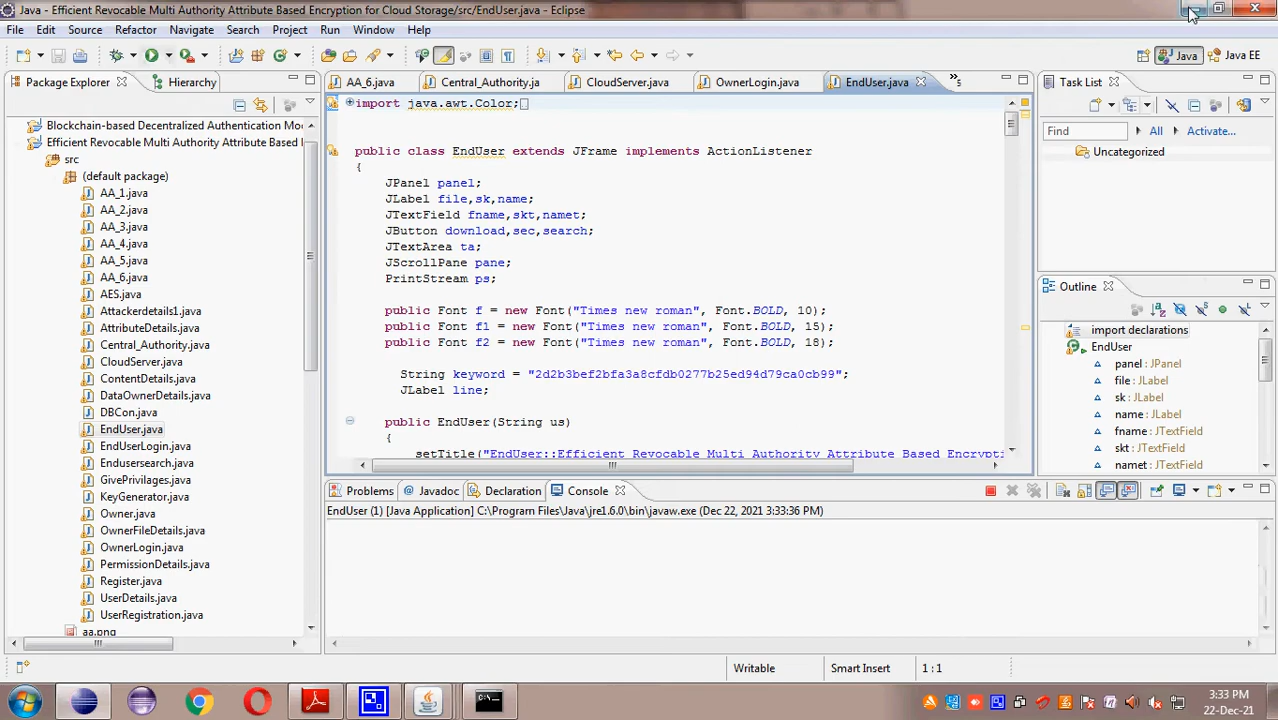 Java - Efficient Revocable Multi Authority Attribute Based Encryption for Cloud Storage/src/EndUser.java - Eclipse
File Edit Source Refactor Navigate Search Project Run Window Help
Java Java EE
Package Explorer Hierarchy
AA_6.java Central_Authority.ja CloudServer.java OwnerLogin.java EndUser.java »5
Task List
Find All Activate...
Uncategorized
Blockchain-based Decentralized Authentication Mo
Efficient Revocable Multi Authority Attribute Based I
src
(default package)
AA_1.java
AA_2.java
AA_3.java
AA_4.java
AA_5.java
AA_6.java
AES.java
Attackerdetails1.java
AttributeDetails.java
Central_Authority.java
CloudServer.java
ContentDetails.java
DataOwnerDetails.java
DBCon.java
EndUser.java
EndUserLogin.java
Endusersearch.java
GivePrivilages.java
KeyGenerator.java
Owner.java
OwnerFileDetails.java
OwnerLogin.java
PermissionDetails.java
Register.java
UserDetails.java
UserRegistration.java
aa.png
import java.awt.Color;
public class EndUser extends JFrame implements ActionListener
{
JPanel panel;
JLabel file,sk,name;
JTextField fname,skt,namet;
JButton download,sec,search;
JTextArea ta;
JScrollPane pane;
PrintStream ps;
public Font f = new Font("Times new roman", Font.BOLD, 10);
public Font f1 = new Font("Times new roman", Font.BOLD, 15);
public Font f2 = new Font("Times new roman", Font.BOLD, 18);
String keyword = "2d2b3bef2bfa3a8cfdb0277b25ed94d79ca0cb99";
JLabel line;
public EndUser(String us)
{
setTitle("EndUser::Efficient Revocable Multi Authority Attribute Based Encrypti
Outline
import declarations
EndUser
panel : JPanel
file : JLabel
sk : JLabel
name : JLabel
fname : JTextField
skt : JTextField
namet : JTextField
Problems Javadoc Declaration Console
EndUser (1) [Java Application] C:\Program Files\Java\jre1.6.0\bin\javaw.exe (Dec 22, 2021 3:33:36 PM)
Writable Smart Insert 1 : 1
3:33 PM
22-Dec-21